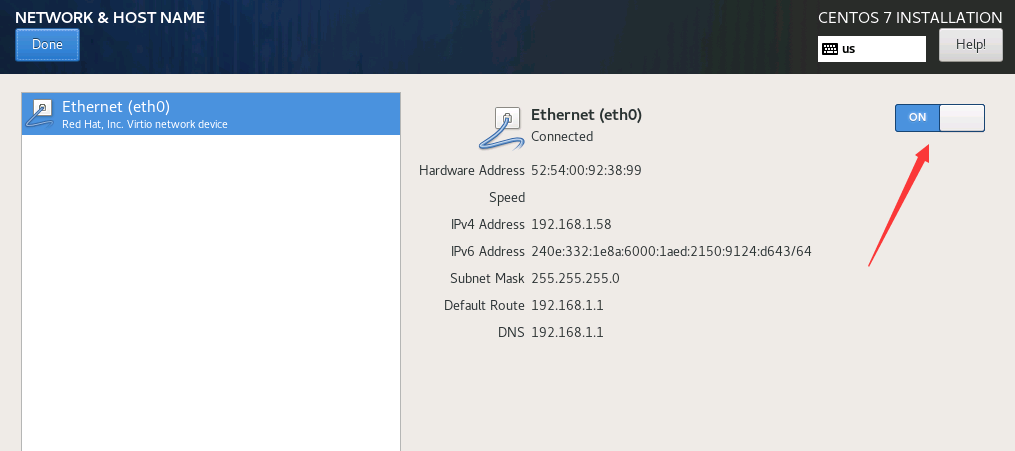 NETWORK & HOST NAME
CENTOS 7 INSTALLATION
Done
us
Help!
Ethernet (eth0)
Red Hat, Inc. Virtio network device
Ethernet (eth0)
Connected
ON
Hardware Address 52:54:00:92:38:99
Speed
IPv4 Address 192.168.1.58
IPv6 Address 240e:332:1e8a:6000:1aed:2150:9124:d643/64
Subnet Mask 255.255.255.0
Default Route 192.168.1.1
DNS 192.168.1.1